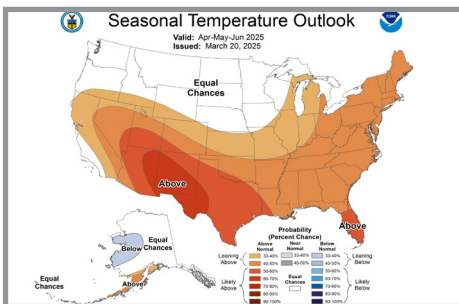 Seasonal Temperature Outlook
Valid: Apr-May-Jun 2025
Issued: March 20, 2025
Equal
Chances
Above
Above
Below
Equal
Chances
Above
Equal
Chances
Probability
(Percent Chance)
Above
Normal
Near
Normal
Below
Normal
Leaning
Above
Likely
Above
33-40%
40-50%
50-60%
60-70%
70-80%
80-90%
90-100%
33-40%
40-50%
Equal
Chances
33-40%
40-50%
50-60%
60-70%
70-80%
80-90%
90-100%
Leaning
Below
Likely
Below